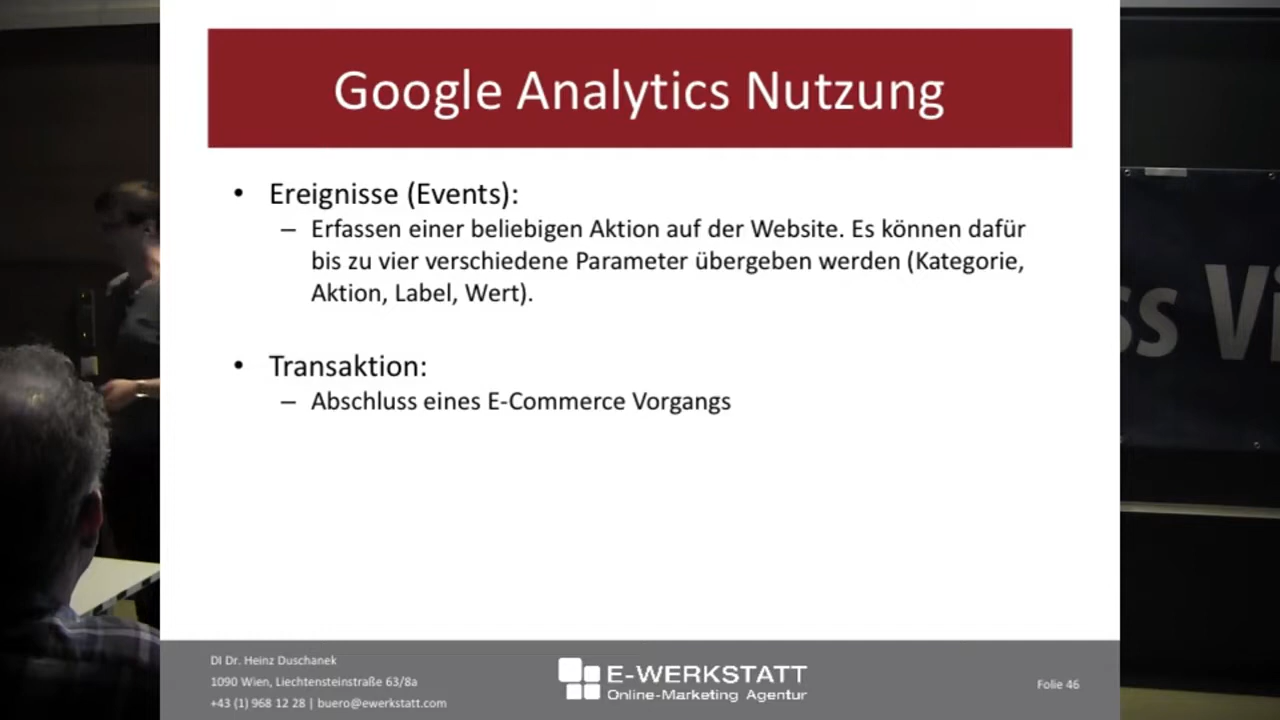 Google Analytics Nutzung
• Ereignisse (Events):
– Erfassen einer beliebigen Aktion auf der Website. Es können dafür
bis zu vier verschiedene Parameter übergeben werden (Kategorie,
Aktion, Label, Wert).
• Transaktion:
– Abschluss eines E-Commerce Vorgangs
DI Dr. Heinz Duschanek
1090 Wien, Liechtensteinstraße 63/8a
+43 (1) 968 12 28 | buero@ewerkstatt.com
E-WERKSTATT
Online-Marketing Agentur
Folie 46